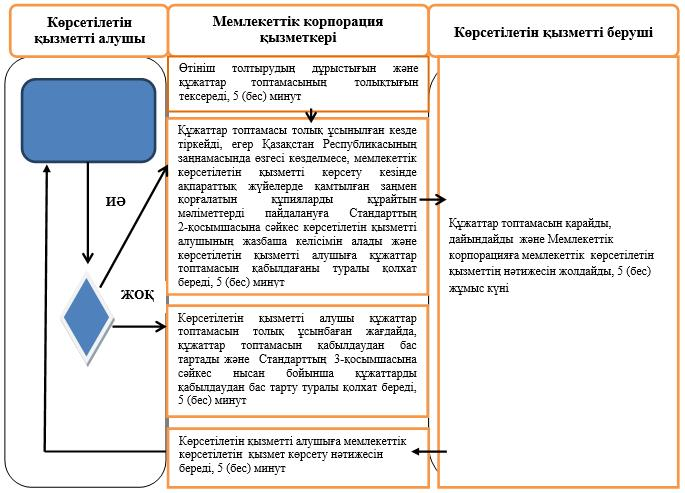 Көрсетілетін
қызметті алушы
Мемлекеттік корпорация
қызметкері
Көрсетілетін қызметті беруші
Өтініш толтырудың дұрыстығын және
құжаттар топтамасының толықтығын
тексереді, 5 (бес) минут
Құжаттар топтамасы толық ұсынылған кезде
тіркейді, егер Қазақстан Республикасының
заңнамасында өзгесі көзделмесе, мемлекеттік
көрсетілетін қызметті көрсету кезінде
ақпараттық жүйелерде қамтылған заңмен
қорғалатын құпияларды құрайтын
мәліметтерді пайдалануға Стандарттың
2-қосымшасына сәйкес көрсетілетін қызметті
алушының жазбаша келісімін алады және
көрсетілетін қызметті алушыға құжаттар
топтамасын қабылдағаны туралы қолхат
береді, 5 (бес) минут
ИӘ
ЖОҚ
Құжаттар топтамасын қарайды,
дайындайды және Мемлекеттік
корпорацияға мемлекеттік көрсетілетін
қызметтің нәтижесін жолдайды, 5 (бес)
жұмыс күні
Көрсетілетін қызметті алушы құжаттар
топтамасын толық ұсынбаған жағдайда,
құжаттар топтамасын қабылдаудан бас
тартады және Стандарттың 3-қосымшасына
сәйкес нысан бойынша құжаттарды
қабылдаудан бас тарту туралы қолхат береді,
5 (бес) минут
Көрсетілетін қызметті алушыға мемлекеттік
көрсетілетін қызмет көрсету нәтижесін
береді, 5 (бес) минут